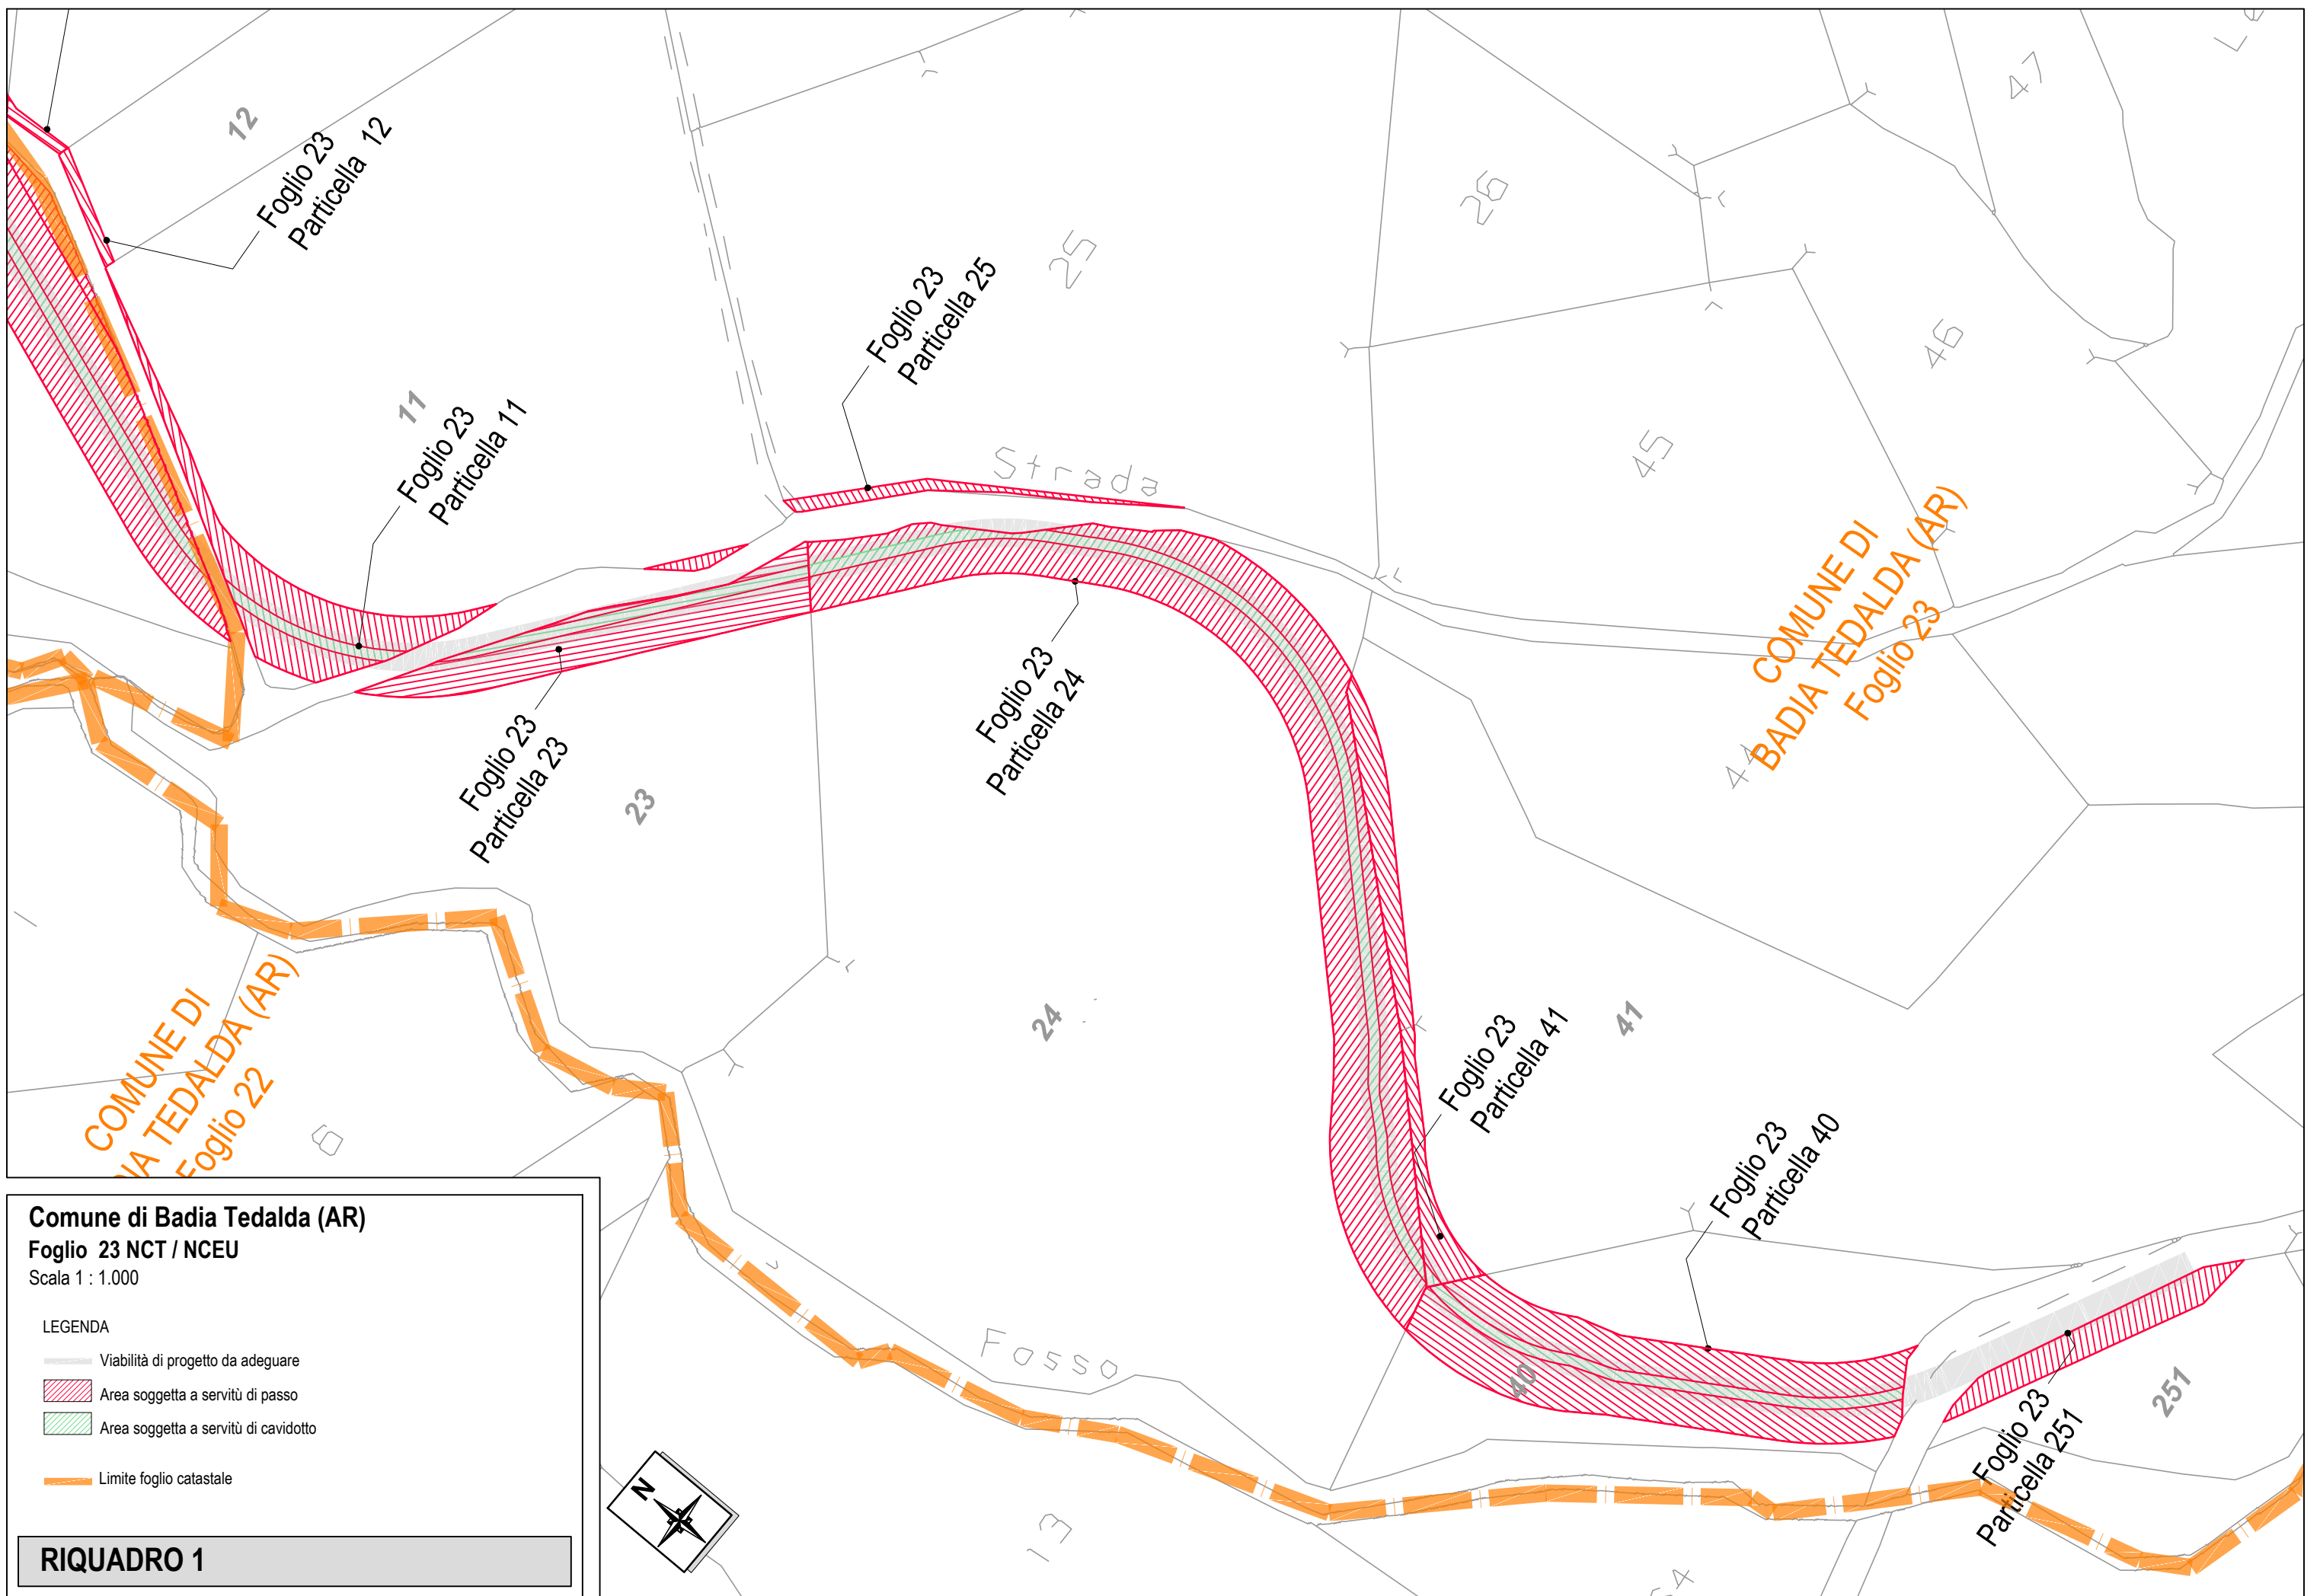 12
Foglio 23
Particella 12
47
26
25
Foglio 23
Particella 25
46
11
Foglio 23
Particella 11
Strada
45
COMUNE DI
BADIA TEDALDA (AR)
Foglio 23
44
Foglio 23
Particella 24
Foglio 23
Particella 23
23
24
41
Foglio 23
Particella 41
COMUNE DI
DIA TEDALDA (AR)
Foglio 22
6
Foglio 23
Particella 40
40
Fosso
251
Foglio 23
Particella 251
13
Comune di Badia Tedalda (AR)
Foglio 23 NCT / NCEU
Scala 1 : 1.000
LEGENDA
Viabilità di progetto da adeguare
Area soggetta a servitù di passo
Area soggetta a servitù di cavidotto
Limite foglio catastale
N
RIQUADRO 1